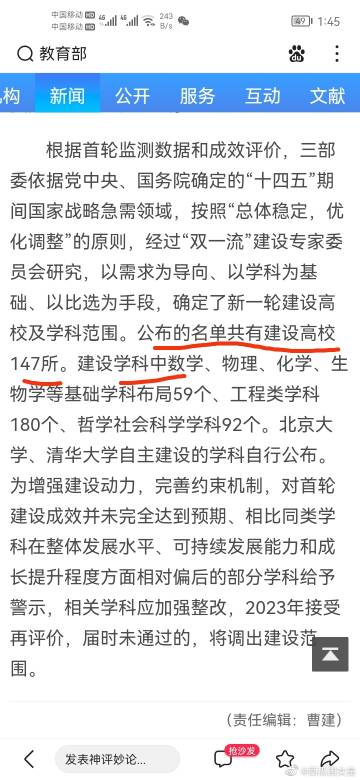 中国移动 HD 4G 4G 243 B/s 49 1:45
中国移动 HD
教育部
du
机构 新闻 公开 服务 互动 文献
根据首轮监测数据和成效评价，三部
委依据党中央、国务院确定的“十四五”期
间国家战略急需领域，按照“总体稳定，优
化调整”的原则，经过“双一流”建设专家委
员会研究，以需求为导向、以学科为基
础、以比选为手段，确定了新一轮建设高
校及学科范围。公布的名单共有建设高校
147所。建设学科中数学、物理、化学、生
物学等基础学科布局59个、工程类学科
180个、哲学社会科学学科92个。北京大
学、清华大学自主建设的学科自行公布。
为增强建设动力，完善约束机制，对首轮
建设成效并未完全达到预期、相比同类学
科在整体发展水平、可持续发展能力和成
长提升程度方面相对偏后的部分学科给予
警示，相关学科应加强整改，2023年接受
再评价，届时未通过的，将调出建设范
围。
（责任编辑：曹建）
发表神评妙论...
抢沙发